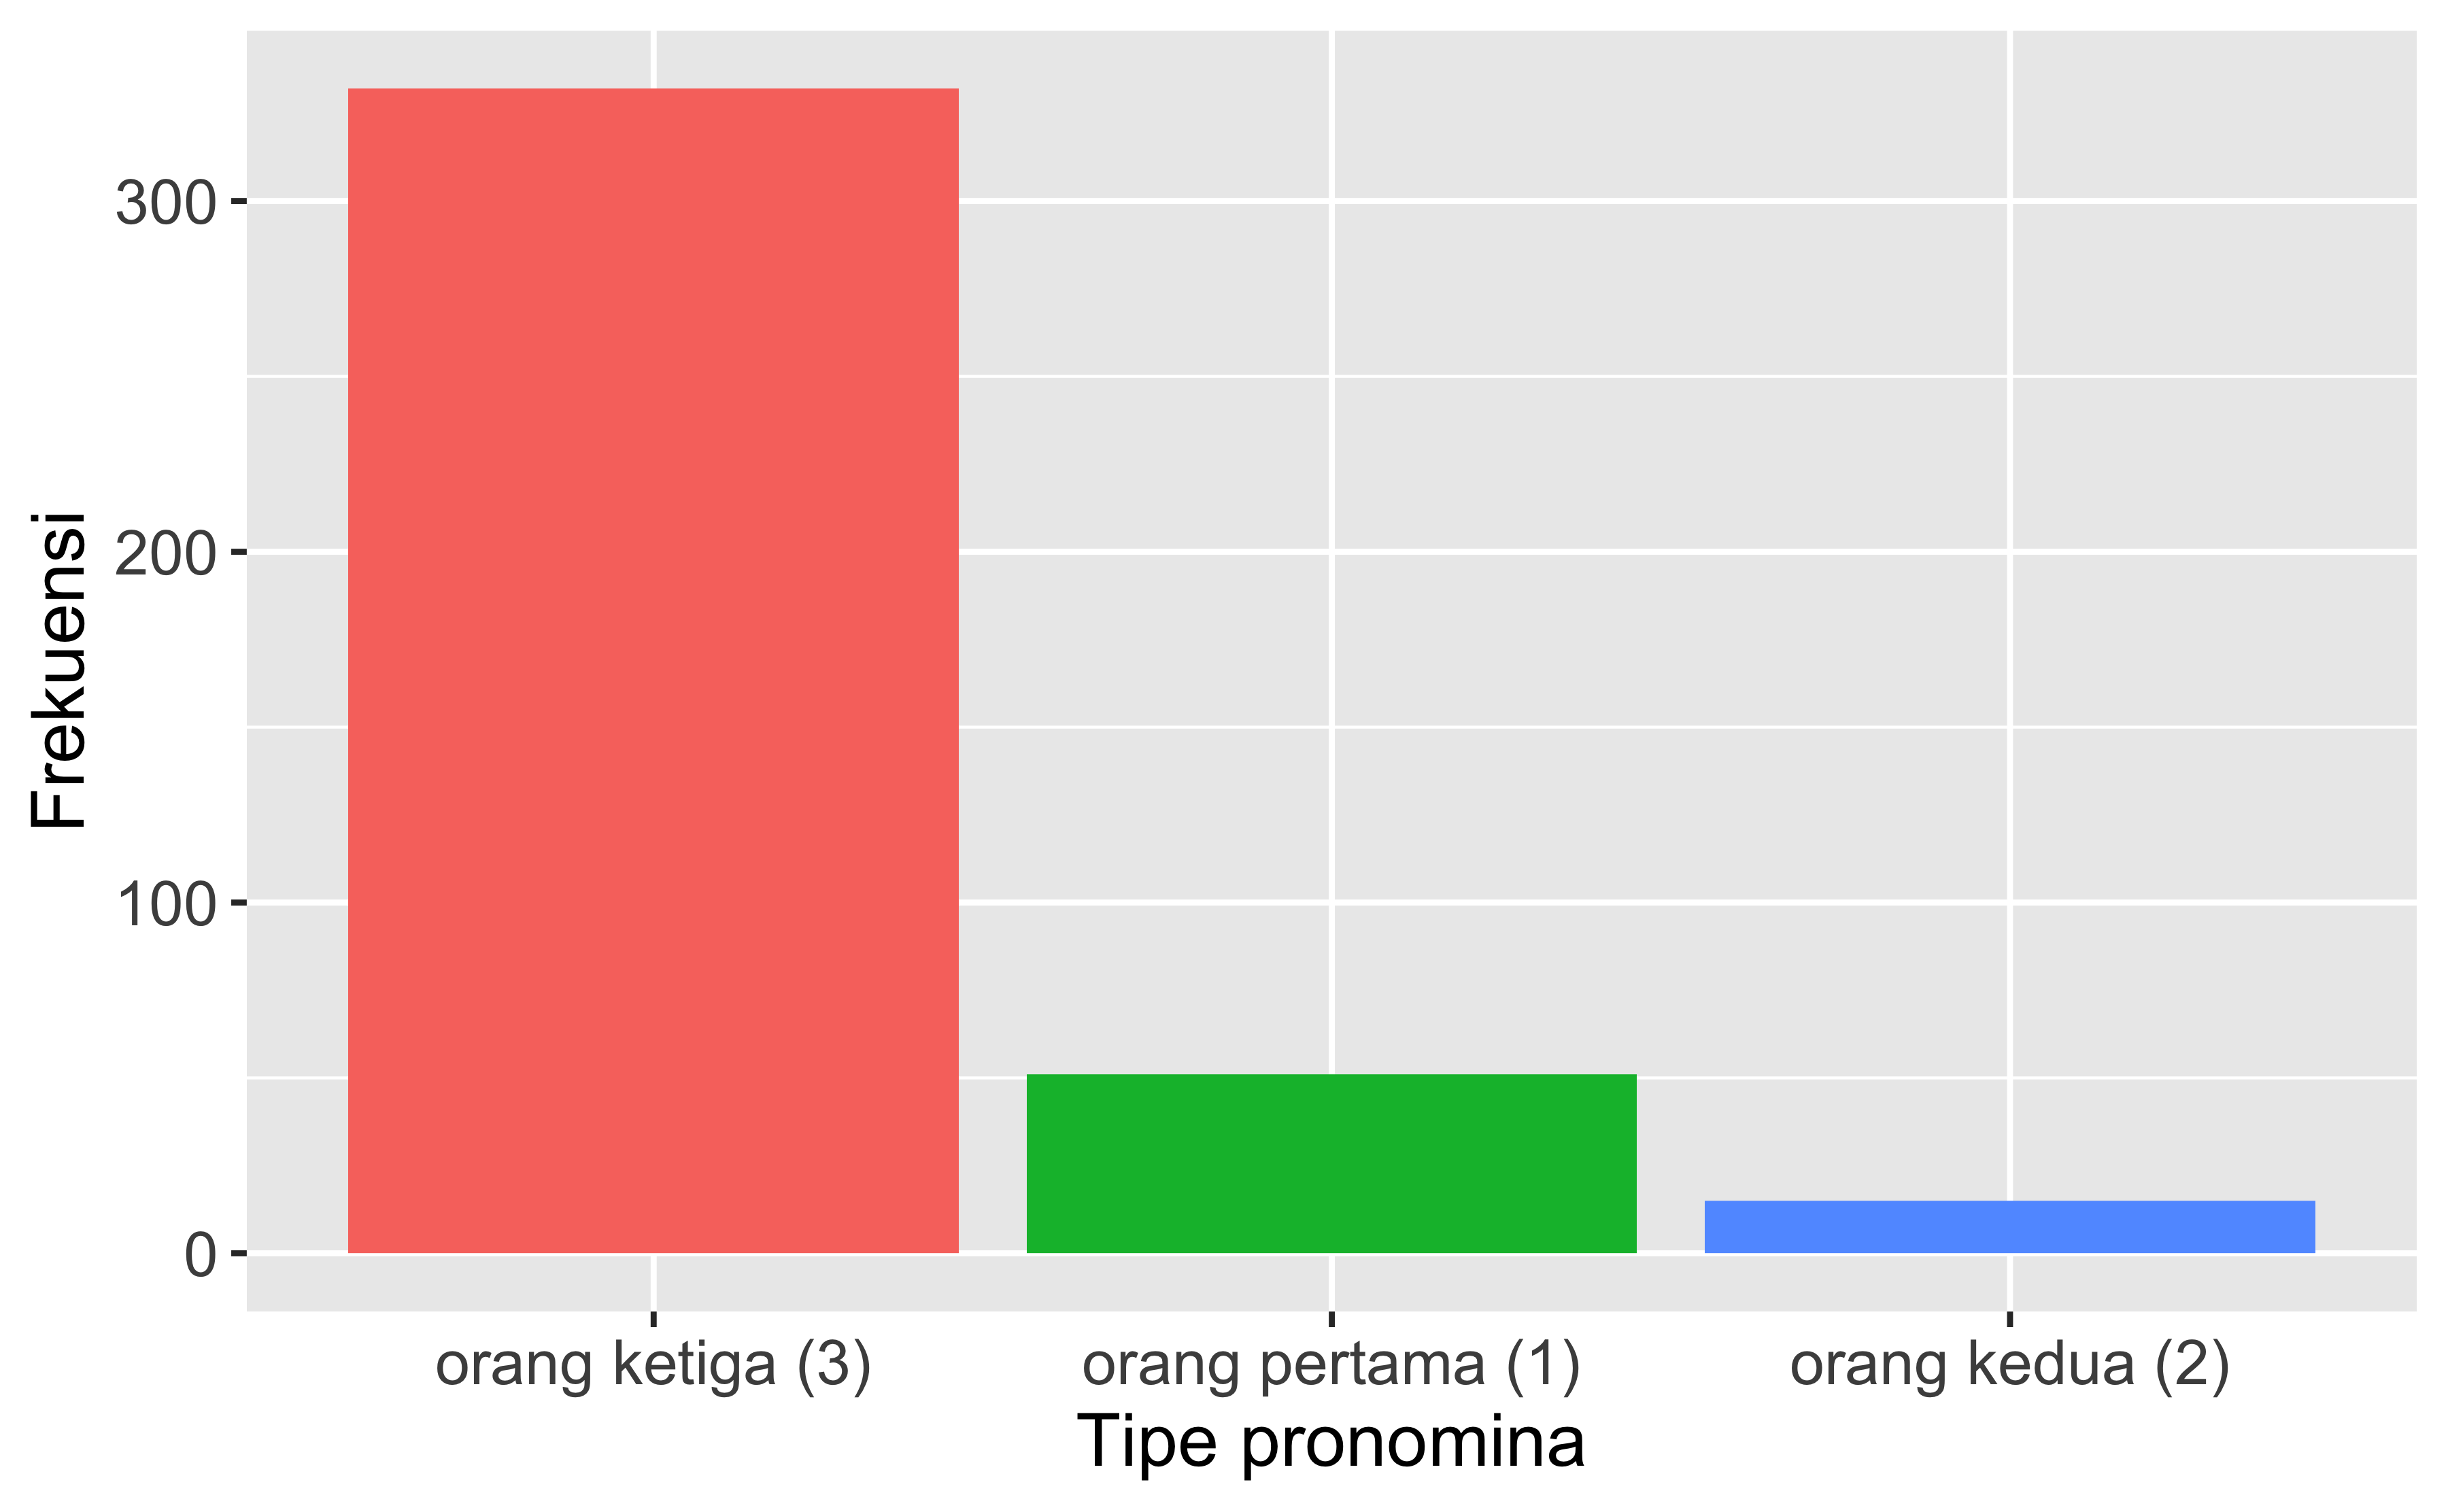 Frekuensi
300
200
100
0
orang ketiga (3) orang pertama (1) orang kedua (2)
Tipe pronomina